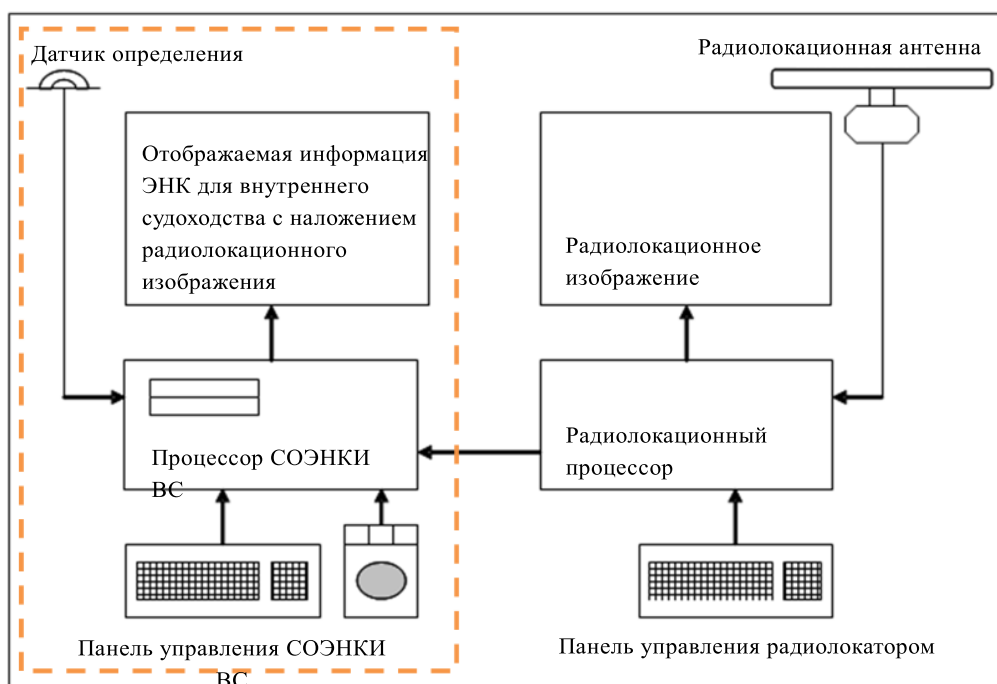 Датчик определения
Радиолокационная антенна
Отображаемая информация
ЭНК для внутреннего
судоходства с наложением
радиолокационного
изображения
Радиолокационное
изображение
Процессор СОЭНКИ
ВС
Радиолокационный
процессор
Панель управления СОЭНКИ
ВС
Панель управления радиолокатором